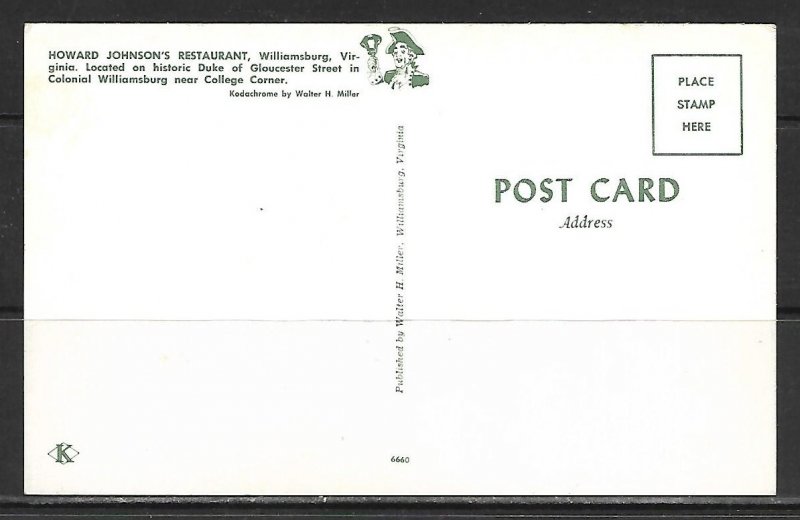 HOWARD JOHNSON'S RESTAURANT, Williamsburg, Vir-
ginia. Located on historic Duke of Gloucester Street in
Colonial Williamsburg near College Corner.
Kodachrome by Walter H. Miller
PLACE
STAMP
HERE
POST CARD
Address
Published by Walter H. Miller, Williamsburg, Virginia
K
6660